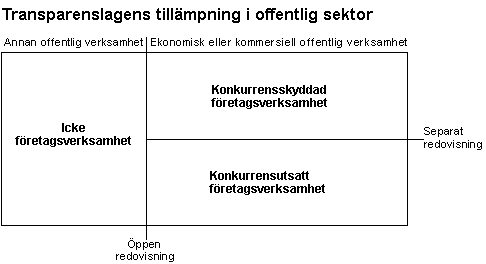 Transparenslagens tillämpning i offentlig sektor
Annan offentlig verksamhet
Ekonomisk eller kommersiell offentlig verksamhet
Konkurrensskyddad
företagsverksamhet
Icke
företagsverksamhet
Separat
redovisning
Konkurrensutsatt
företagsverksamhet
Öppen
redovisning